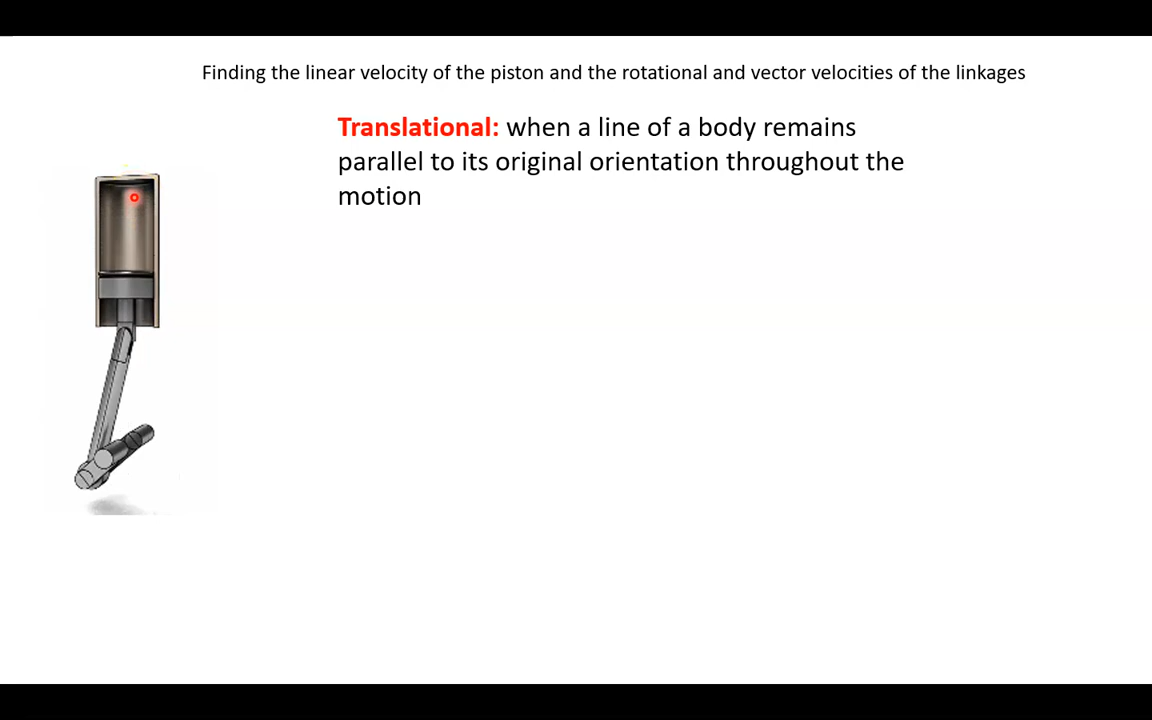 Finding the linear velocity of the piston and the rotational and vector velocities of the linkages
Translational: when a line of a body remains
parallel to its original orientation throughout the
motion